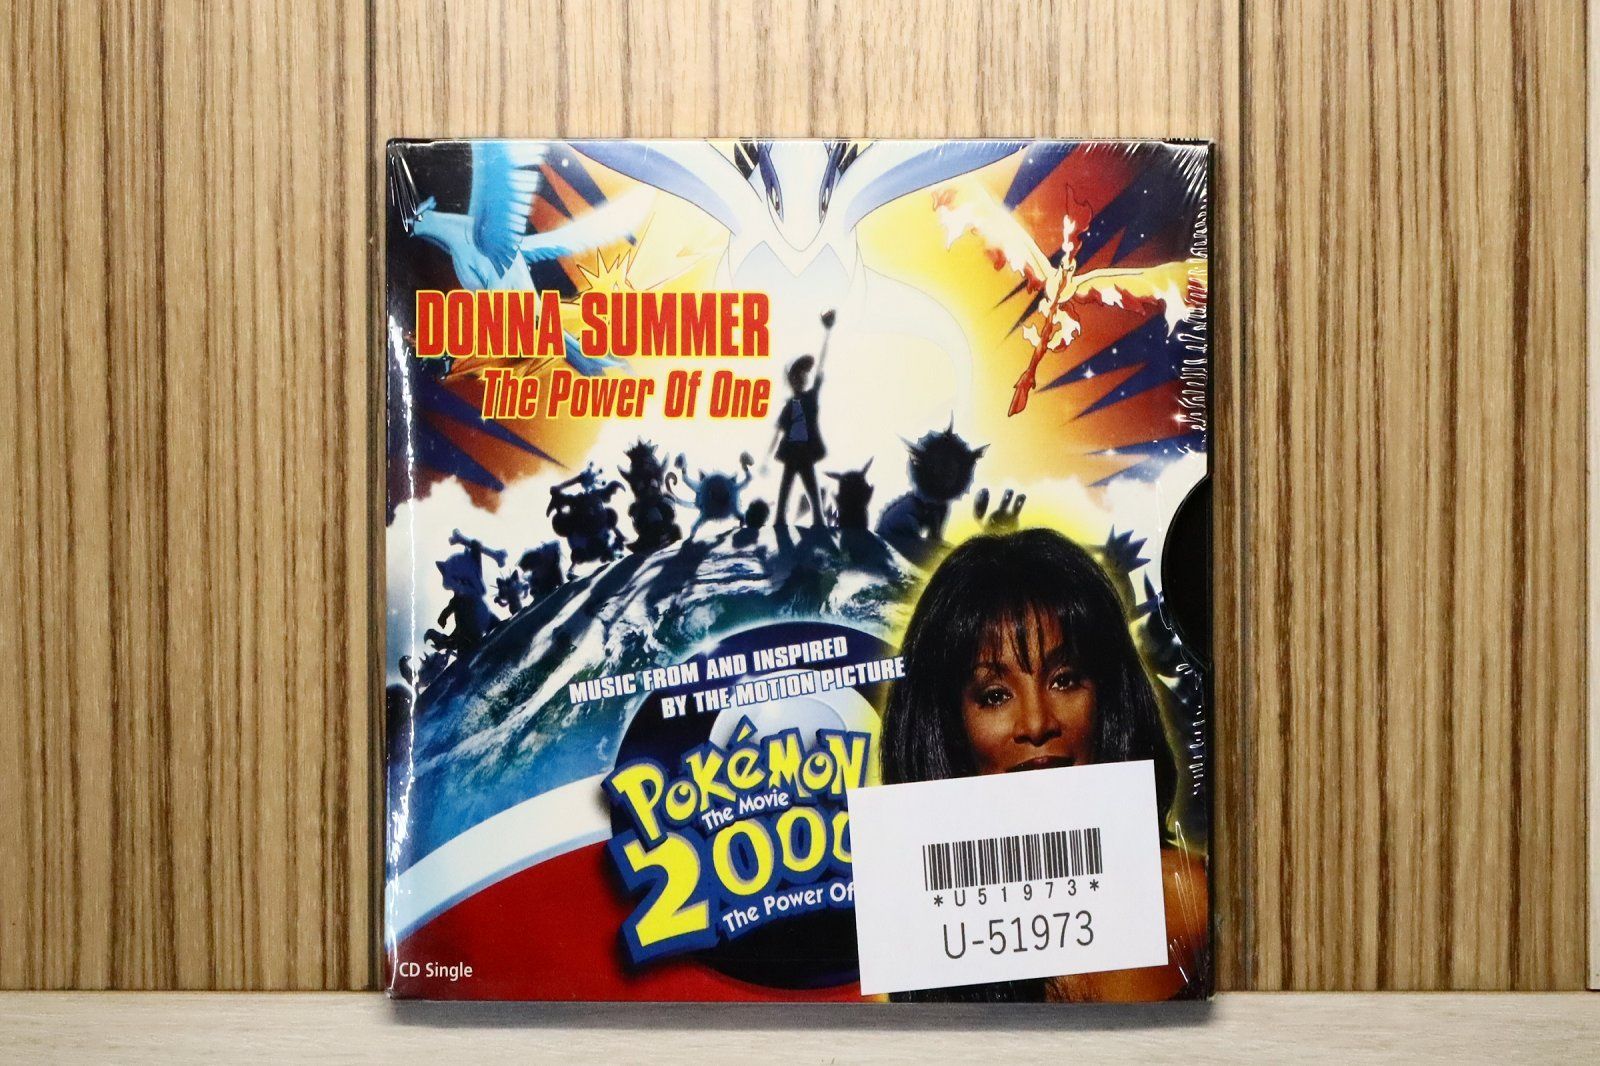 DONNA SUMMER
The Power Of One
MUSIC FROM AND INSPIRED
BY THE MOTION PICTURE
POKéMON
The Movie
2000
The Power Of
*U51973*
U-51973
CD Single